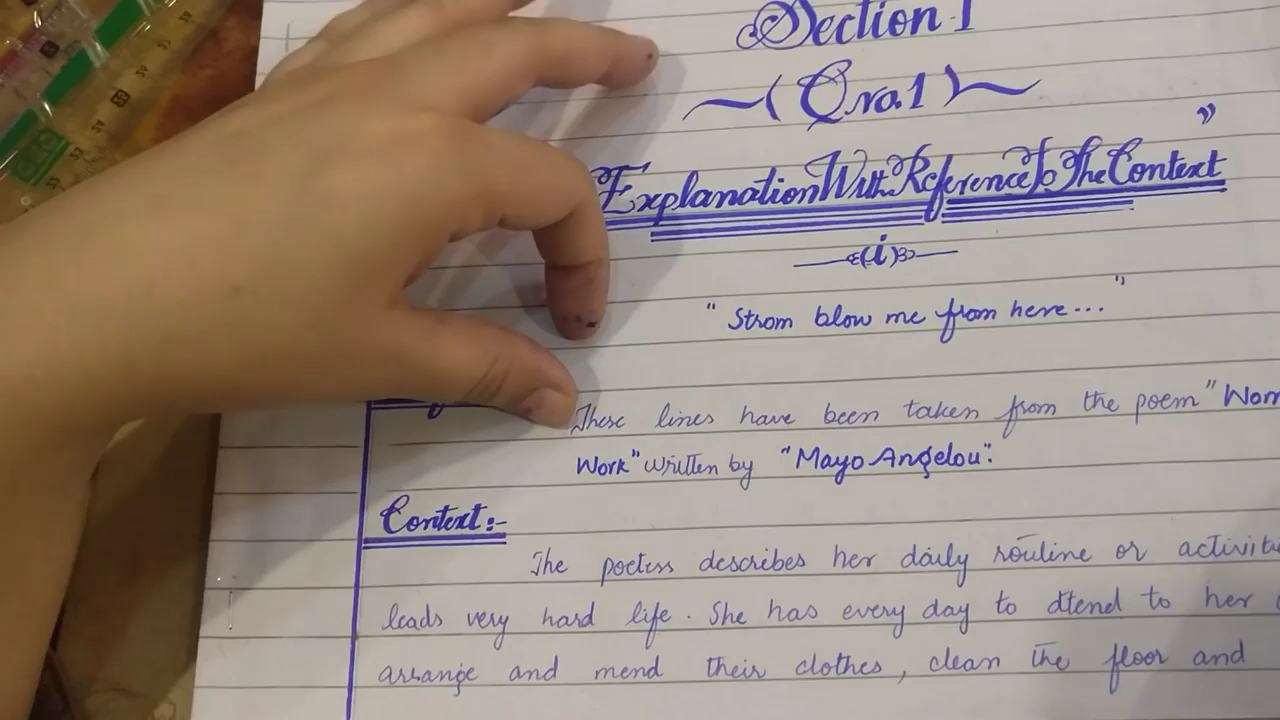 Section 1
(Q no.1)
Explanation With Reference To The Context"
(i)
"Strom blow me from here..."
These lines have been taken from the poem "Wom
Work" written by "Mayo Angelou".
Context:-
The poetess describes her daily routine or activit
leads very hard life. She has every day to attend to her
arrange and mend their clothes, clean the floor and